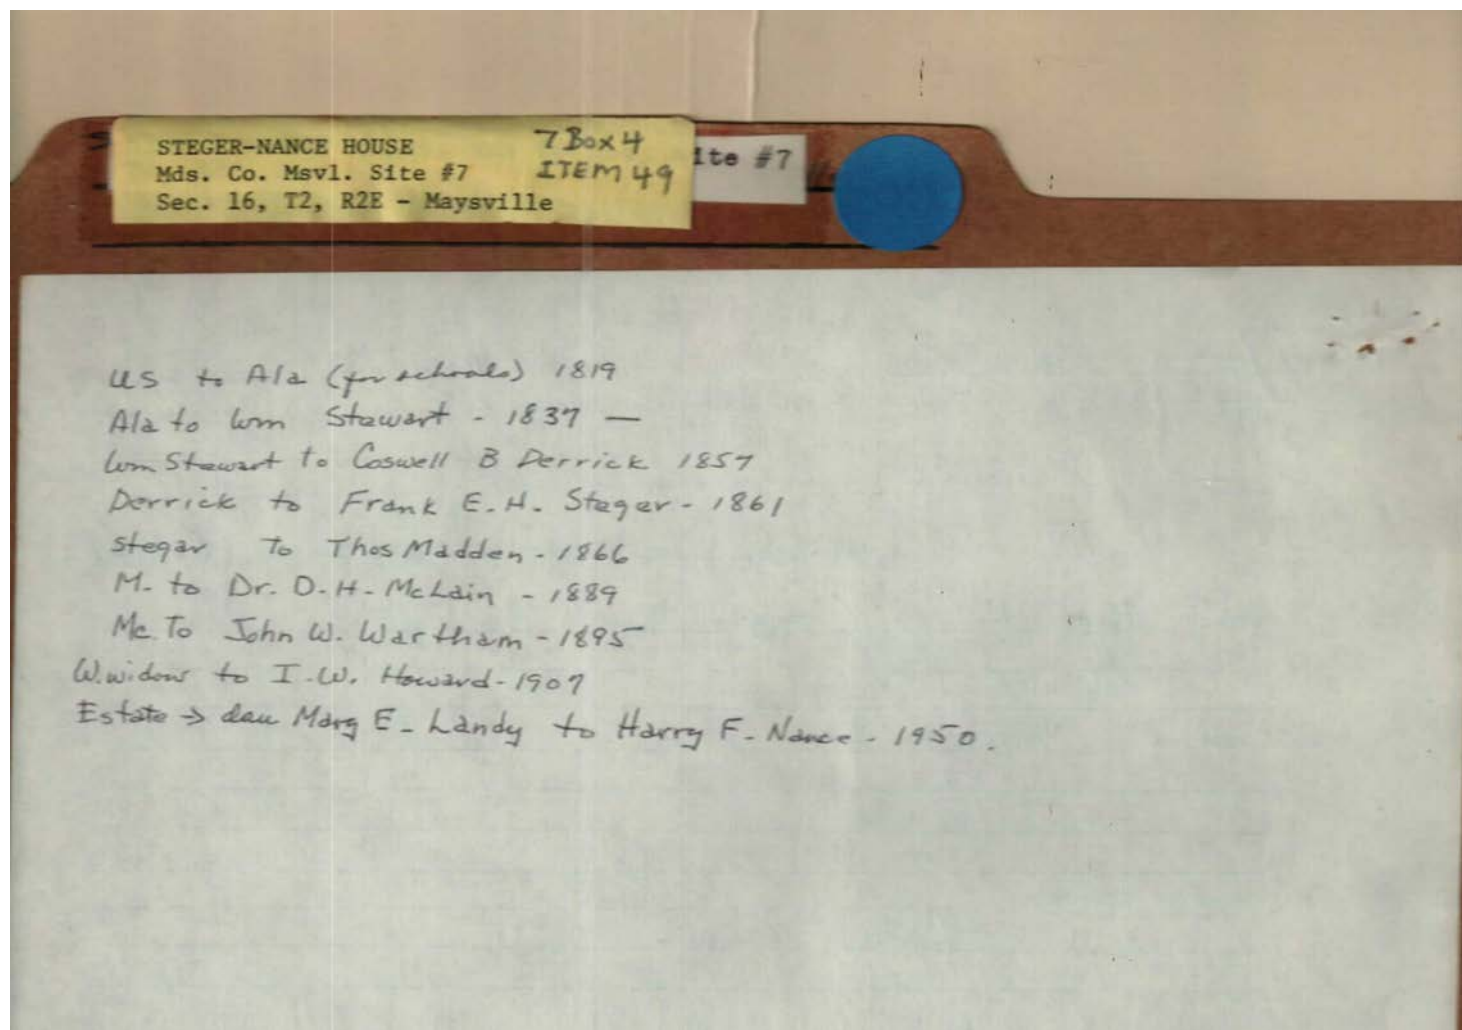 STEGER-NANCE HOUSE 7 Box 4
Mds. Co. Msvl. Site #7 ITEM 49
Sec. 16, T2, R2E - Maysville
ite #7
US to Ala (for schools) 1819
Ala to Wm Stewart - 1837 —
Wm Stewart to Coswell B Derrick 1857
Derrick to Frank E. H. Steger - 1861
Stegar To Thos Madden - 1866
M. to Dr. O. H. McLain - 1889
Mc. To John W. Wartham - 1895
W. widow to I. W. Howard - 1907
Estate → dau Marg E. Landy to Harry F. Nance - 1950.